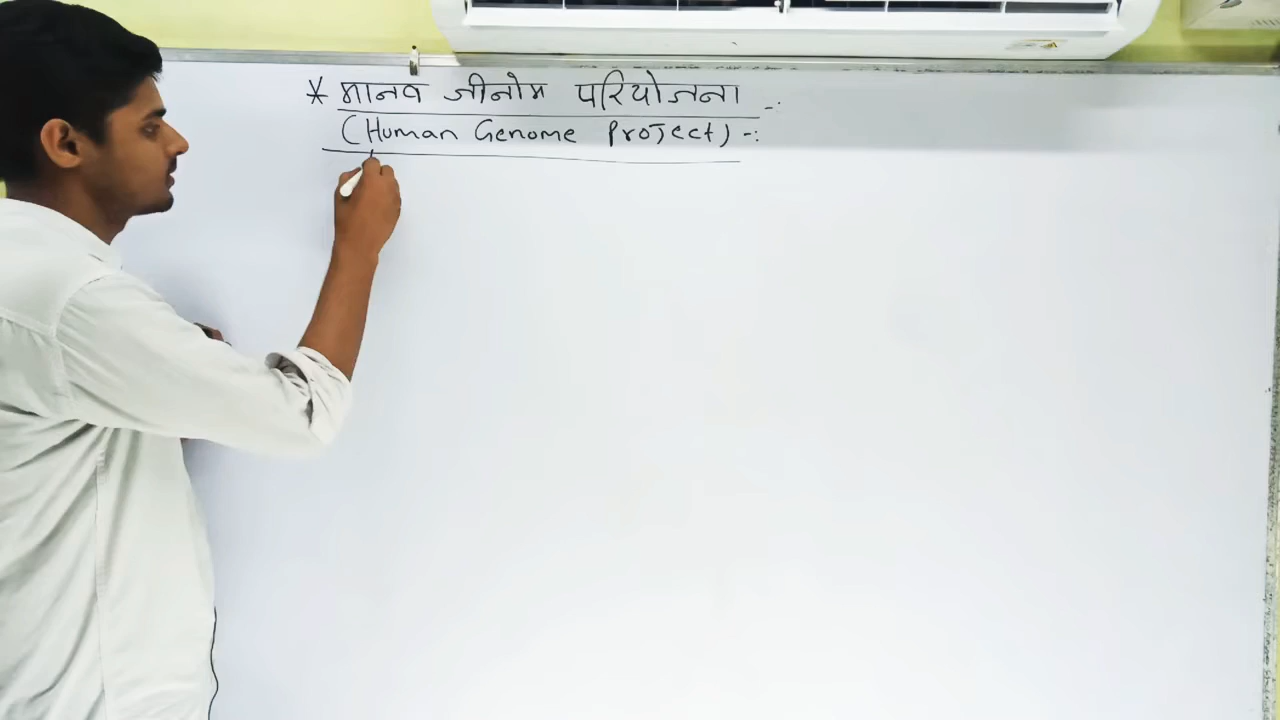 * मानव जीनोम परियोजना -:
(Human Genome Project) -: